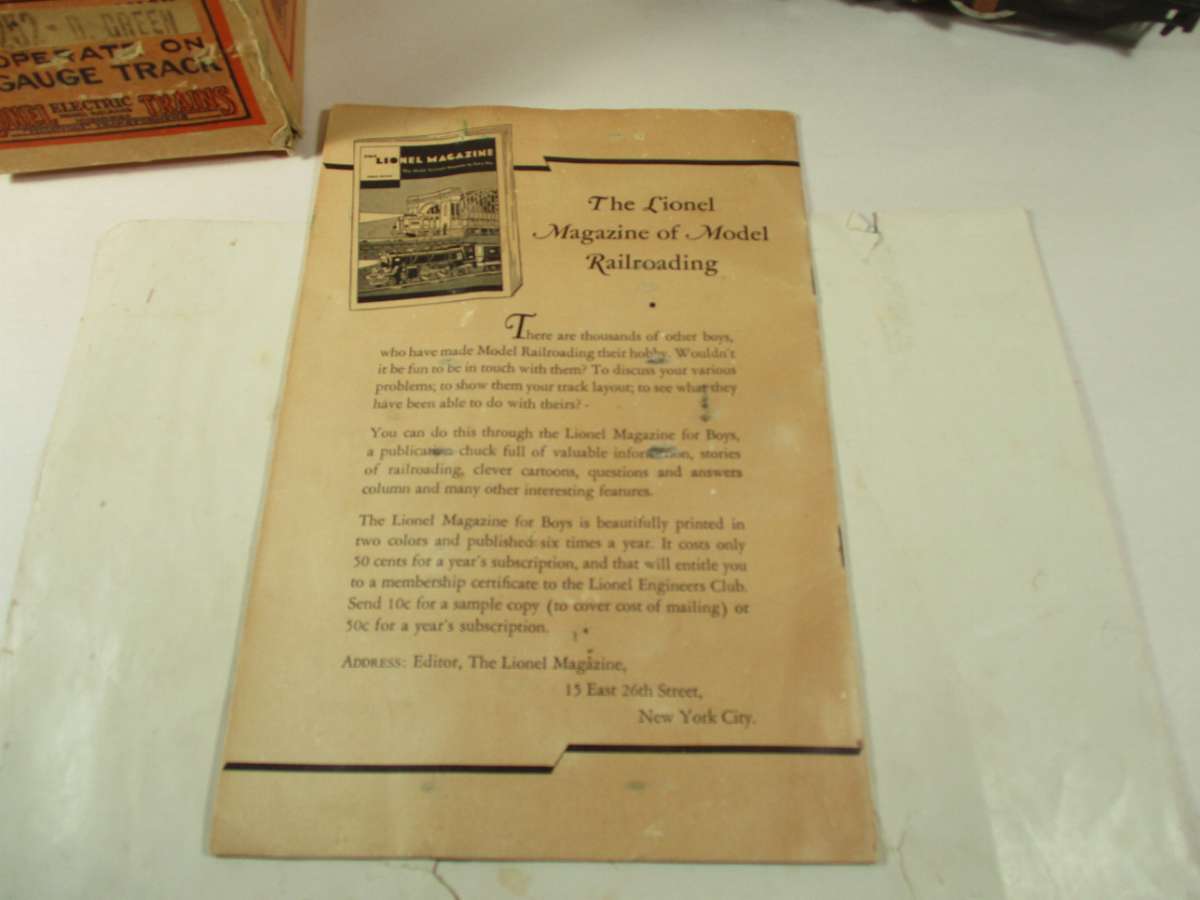 252-O. GREEN
OPERATE ON
GAUGE TRACK
ELECTRIC TRAINS
THE LIONEL MAGAZINE
The Lionel
Magazine of Model
Railroading
There are thousands of other boys,
who have made Model Railroading their hobby. Wouldn't
it be fun to be in touch with them? To discuss your various
problems; to show them your track layout; to see what they
have been able to do with theirs? -
You can do this through the Lionel Magazine for Boys,
a publication chuck full of valuable information, stories
of railroading, clever cartoons, questions and answers
column and many other interesting features.
The Lionel Magazine for Boys is beautifully printed in
two colors and published six times a year. It costs only
50 cents for a year's subscription, and that will entitle you
to a membership certificate to the Lionel Engineers Club.
Send 10c for a sample copy (to cover cost of mailing) or
50c for a year's subscription.
ADDRESS: Editor, The Lionel Magazine,
15 East 26th Street,
New York City.